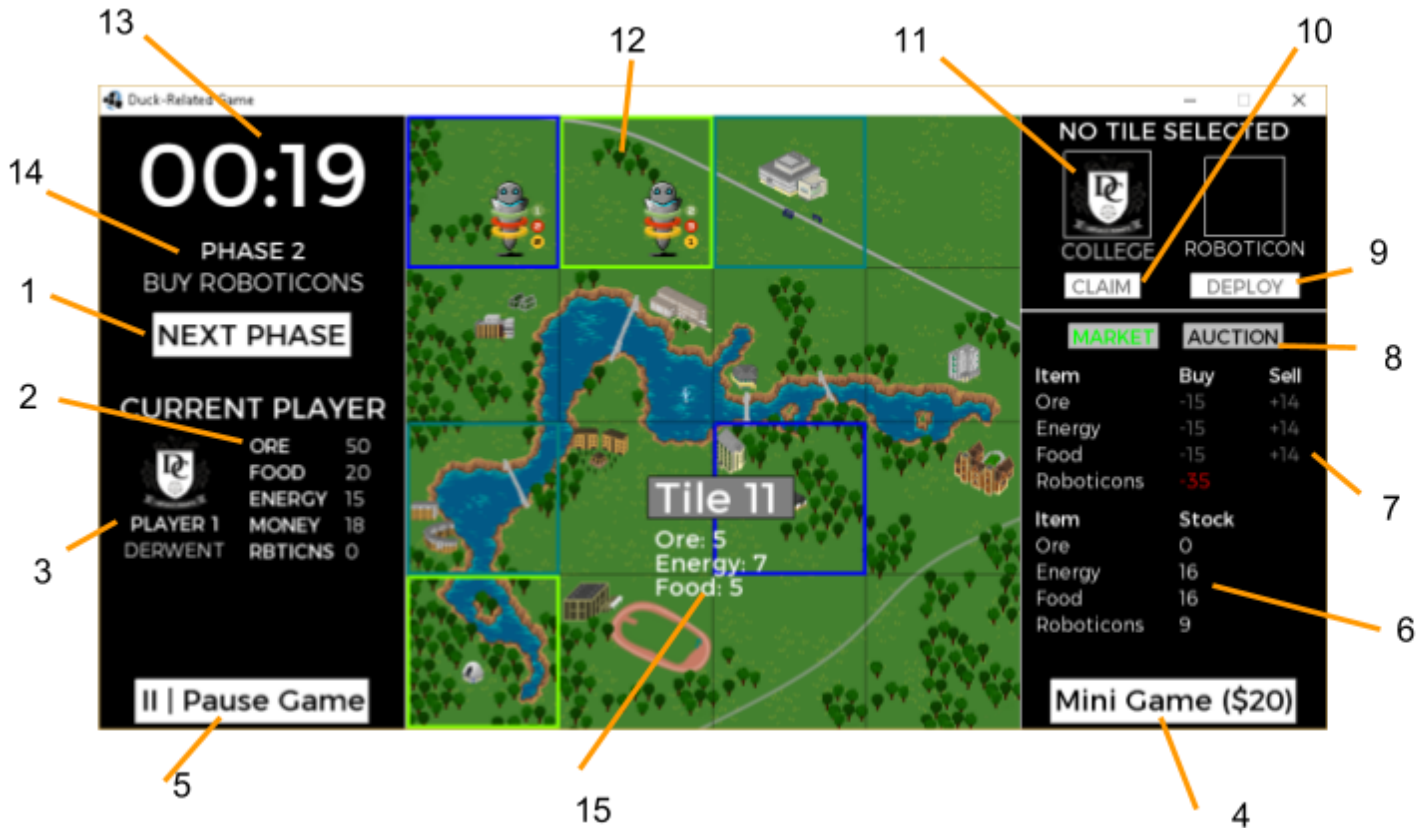 13
12
11
10
Duck-Related Game
00:19
14
PHASE 2
BUY ROBOTICONS
1
NEXT PHASE
2
CURRENT PLAYER
ORE 50
FOOD 20
ENERGY 15
MONEY 18
RBTICNS 0
DC
PLAYER 1
DERWENT
3
II | Pause Game
5
Tile 11
Ore: 5
Energy: 7
Food: 5
15
NO TILE SELECTED
DC
COLLEGE
ROBOTICON
CLAIM
DEPLOY
9
MARKET
AUCTION
8
Item Buy Sell
Ore -15 +14
Energy -15 +14
Food -15 +14
Roboticons -35
7
Item Stock
Ore 0
Energy 16
Food 16
Roboticons 9
6
Mini Game ($20)
4